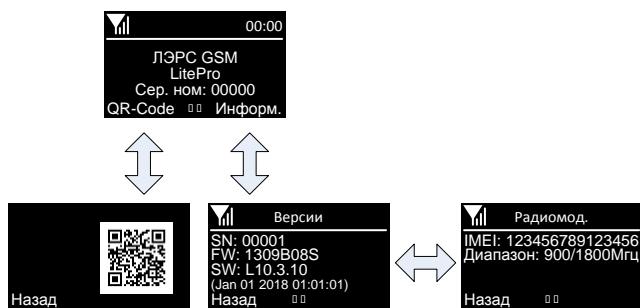 00:00
ЛЭРС GSM
LitePro
Сер. ном: 00000
QR-Code Информ.
Назад
Версии
SN: 00001
FW: 1309B08S
SW: L10.3.10
(Jan 01 2018 01:01:01)
Назад
Радиомод.
IMEI: 123456789123456
Диапазон: 900/1800Мгц
Назад